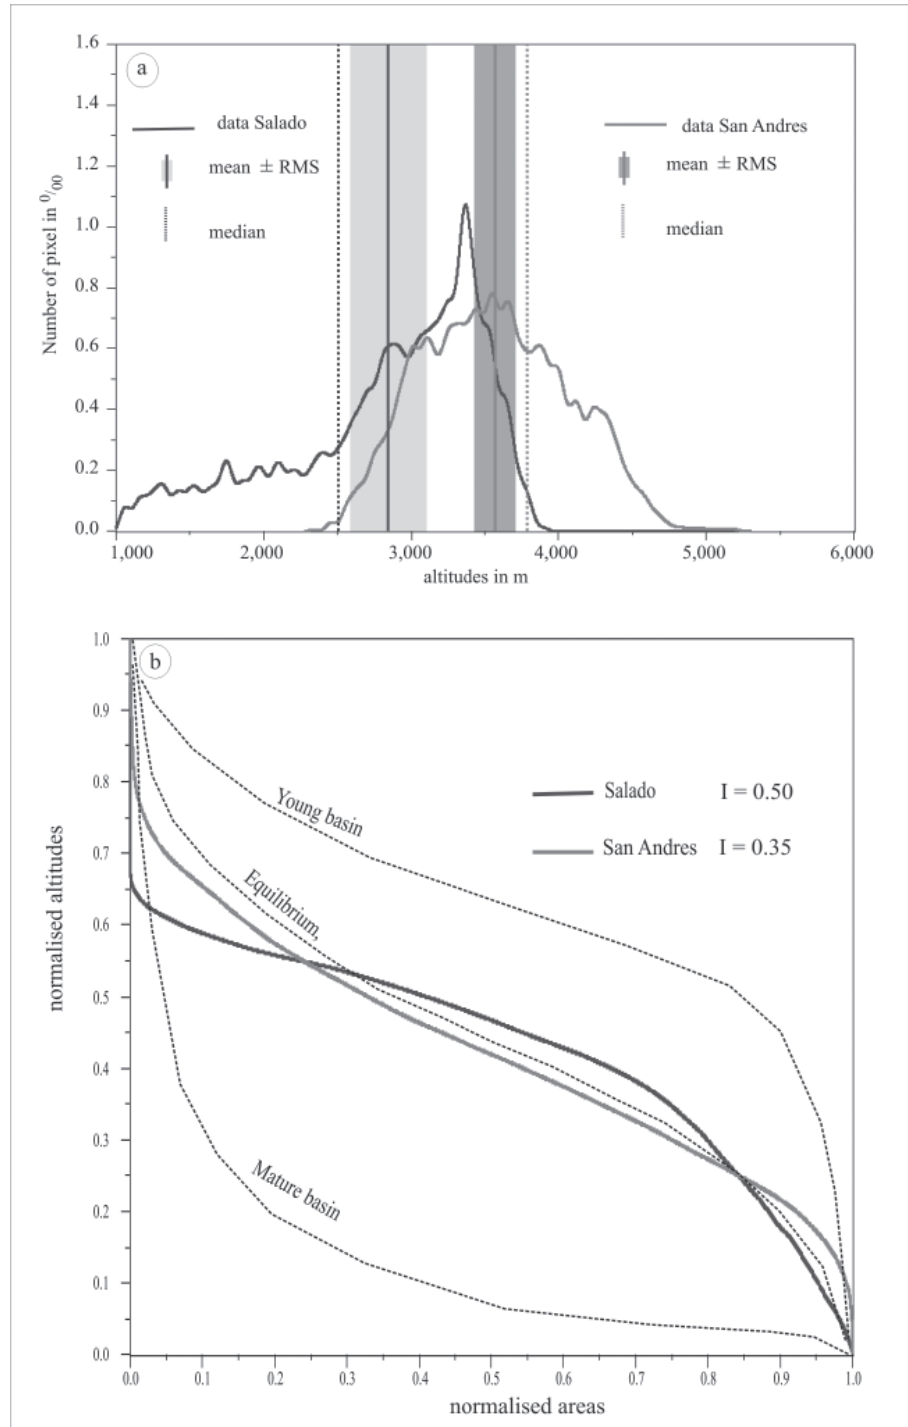 1.6
a
1.4
data Salado
data San Andres
mean ± RMS
mean ± RMS
1.2
1.0
median
median
Number of pixel in 0/00
0.8
0.6
0.4
0.2
0.0
1,000 2,000 3,000 4,000 5,000 6,000
altitudes in m
1.0
b
0.9
0.8
Young basin
Salado I = 0.50
San Andres I = 0.35
0.7
Equilibrium,
0.6
normalised altitudes
0.5
0.4
0.3
Mature basin
0.2
0.1
0.0
0.0 0.1 0.2 0.3 0.4 0.5 0.6 0.7 0.8 0.9 1.0
normalised areas